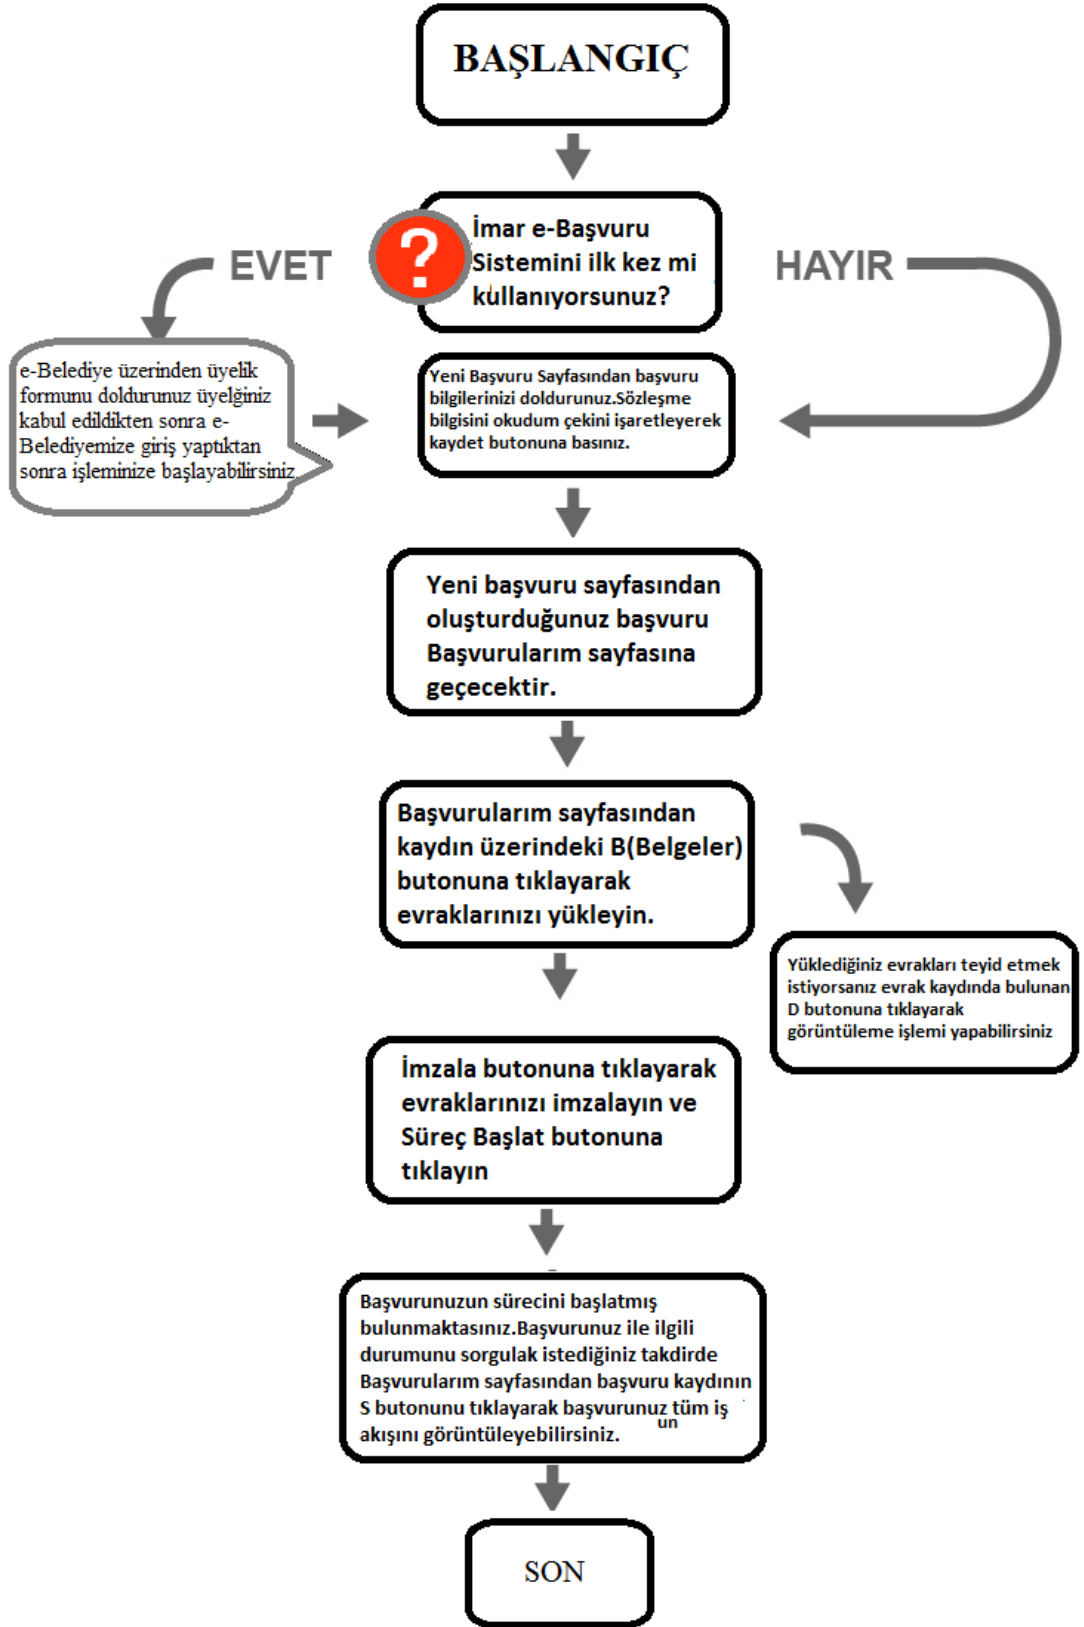 BAŞLANGIÇ
?
İmar e-Başvuru
Sistemini ilk kez mi
kullanıyorsunuz?
EVET
HAYIR
e-Belediye üzerinden üyelik
formunu doldurunuz üyelğiniz
kabul edildikten sonra e-
Belediyemize giriş yaptıktan
sonra işleminize başlayabilirsiniz
Yeni Başvuru Sayfasından başvuru
bilgilerinizi doldurunuz.Sözleşme
bilgisini okudum çekini işaretleyerek
kaydet butonuna basınız.
Yeni başvuru sayfasından
oluşturduğunuz başvuru
Başvurularım sayfasına
geçecektir.
Başvurularım sayfasından
kaydın üzerindeki B(Belgeler)
butonuna tıklayarak
evraklarınızı yükleyin.
Yüklediğiniz evrakları teyid etmek
istiyorsanız evrak kaydında bulunan
D butonuna tıklayarak
görüntüleme işlemi yapabilirsiniz
İmzala butonuna tıklayarak
evraklarınızı imzalayın ve
Süreç Başlat butonuna
tıklayın
Başvurunuzun sürecini başlatmış
bulunmaktasınız.Başvurunuz ile ilgili
durumunu sorgulak istediğiniz takdirde
Başvurularım sayfasından başvuru kaydının
S butonunu tıklayarak başvurunuz tüm iş
un
akışını görüntüleyebilirsiniz.
SON